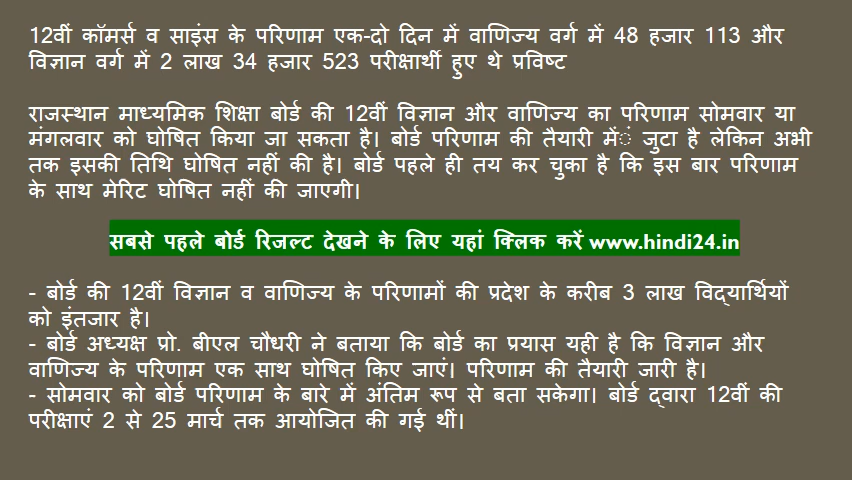 12वीं कॉमर्स व साइंस के परिणाम एक-दो दिन में वाणिज्य वर्ग में 48 हजार 113 और
विज्ञान वर्ग में 2 लाख 34 हजार 523 परीक्षार्थी हुए थे प्रविष्ट
राजस्थान माध्यमिक शिक्षा बोर्ड की 12वीं विज्ञान और वाणिज्य का परिणाम सोमवार या
मंगलवार को घोषित किया जा सकता है। बोर्ड परिणाम की तैयारी मेंं जुटा है लेकिन अभी
तक इसकी तिथि घोषित नहीं की है। बोर्ड पहले ही तय कर चुका है कि इस बार परिणाम
के साथ मेरिट घोषित नहीं की जाएगी।
सबसे पहले बोर्ड रिजल्ट देखने के लिए यहां क्लिक करें www.hindi24.in
- बोर्ड की 12वीं विज्ञान व वाणिज्य के परिणामों की प्रदेश के करीब 3 लाख विद्यार्थियों
को इंतजार है।
- बोर्ड अध्यक्ष प्रो. बीएल चौधरी ने बताया कि बोर्ड का प्रयास यही है कि विज्ञान और
वाणिज्य के परिणाम एक साथ घोषित किए जाएं। परिणाम की तैयारी जारी है।
- सोमवार को बोर्ड परिणाम के बारे में अंतिम रूप से बता सकेगा। बोर्ड द्वारा 12वीं की
परीक्षाएं 2 से 25 मार्च तक आयोजित की गई थीं।